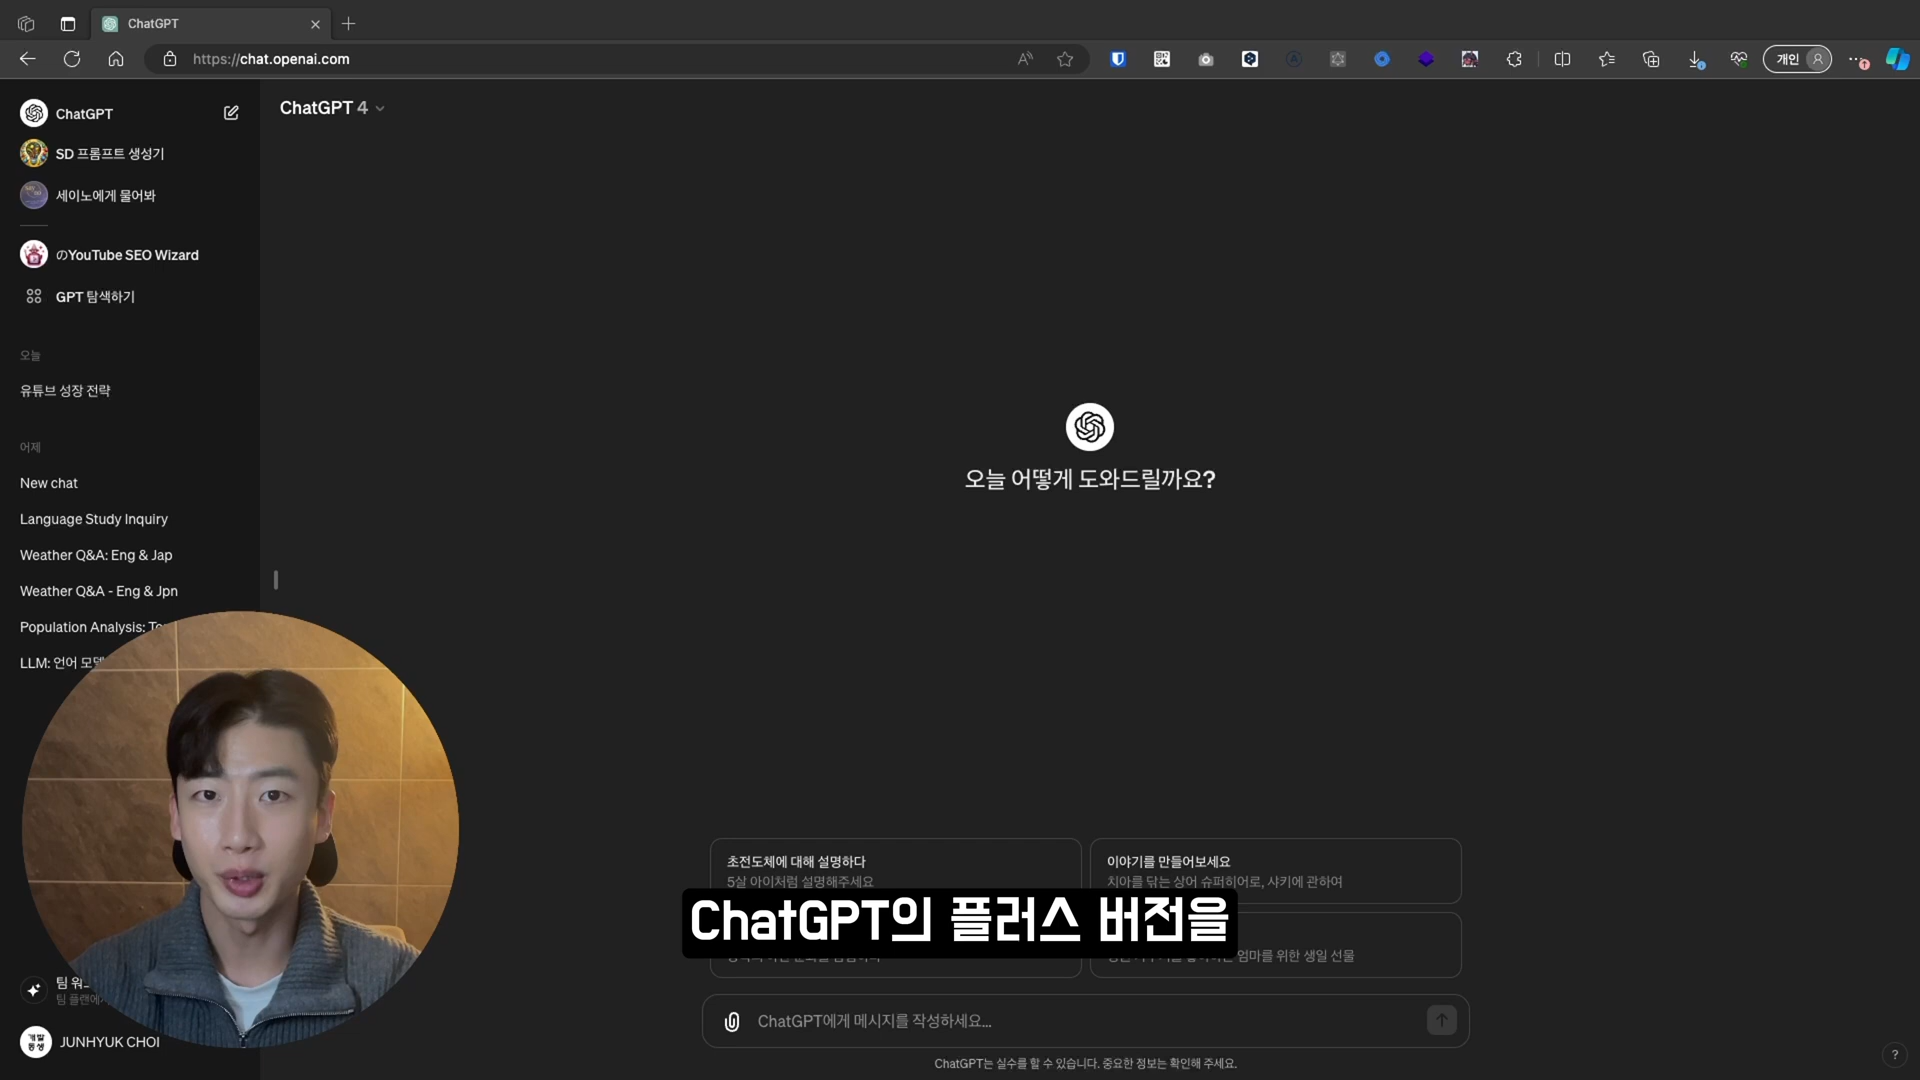 ChatGPT
https://chat.openai.com
개인
ChatGPT
SD 프롬프트 생성기
세이노에게 물어봐
のYouTube SEO Wizard
GPT 탐색하기
오늘
유튜브 성장 전략
어제
New chat
Language Study Inquiry
Weather Q&A: Eng & Jap
Weather Q&A - Eng & Jpn
Population Analysis:
LLM: 언어
JUNHYUK CHOI
개발
동생
ChatGPT 4
오늘 어떻게 도와드릴까요?
초전도체에 대해 설명하다
5살 아이처럼 설명해주세요
이야기를 만들어보세요
치아를 닦는 상어 슈퍼히어로, 샤키에 관하여
ChatGPT의 플러스 버전을
엄마를 위한 생일 선물
ChatGPT에게 메시지를 작성하세요...
ChatGPT는 실수를 할 수 있습니다. 중요한 정보는 확인해 주세요.
?